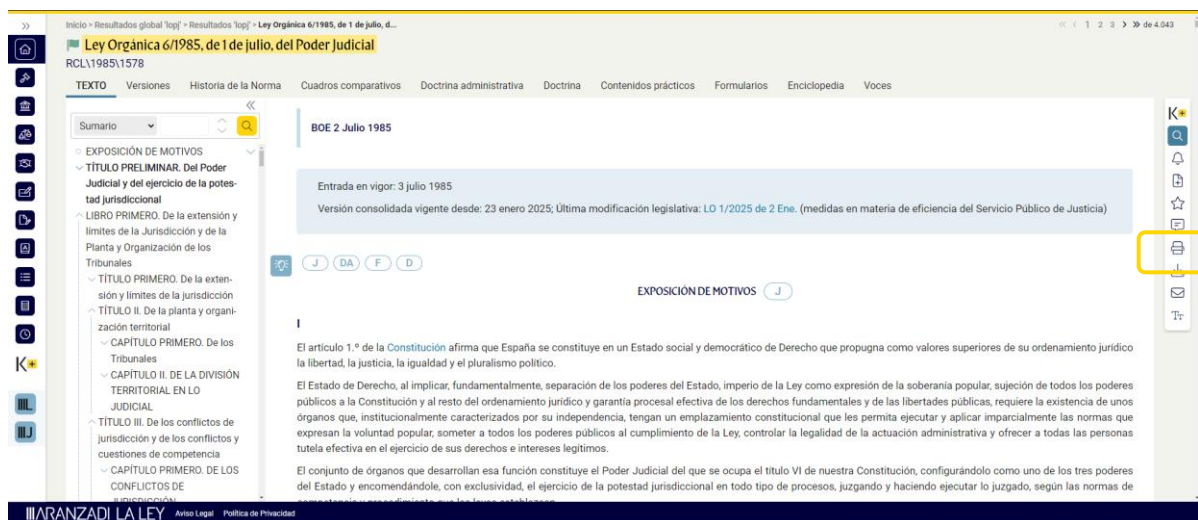 Inicio > Resultados global 'lopj' > Resultados 'lopj' > Ley Orgánica 6/1985, de 1 de julio, d...
1 2 3 de 4.043
Ley Orgánica 6/1985, de 1 de julio, del Poder Judicial
RCL\1985\1578
TEXTO Versiones Historia de la Norma Cuadros comparativos Doctrina administrativa Doctrina Contenidos prácticos Formularios Enciclopedia Voces
Sumario
EXPOSICIÓN DE MOTIVOS
TÍTULO PRELIMINAR. Del Poder
Judicial y del ejercicio de la potes-
tad jurisdiccional
LIBRO PRIMERO. De la extensión y
límites de la Jurisdicción y de la
Planta y Organización de los
Tribunales
TÍTULO PRIMERO. De la exten-
sión y límites de la jurisdicción
TÍTULO II. De la planta y organi-
zación territorial
CAPÍTULO PRIMERO. De los
Tribunales
CAPÍTULO II. DE LA DIVISIÓN
TERRITORIAL EN LO
JUDICIAL
TÍTULO III. De los conflictos de
jurisdicción y de los conflictos y
cuestiones de competencia
CAPÍTULO PRIMERO. DE LOS
CONFLICTOS DE
JURISDICCIÓN
BOE 2 Julio 1985
Entrada en vigor: 3 julio 1985
Versión consolidada vigente desde: 23 enero 2025; Última modificación legislativa: LO 1/2025 de 2 Ene. (medidas en materia de eficiencia del Servicio Público de Justicia)
J DA F D
EXPOSICIÓN DE MOTIVOS J
I
El artículo 1.º de la Constitución afirma que España se constituye en un Estado social y democrático de Derecho que propugna como valores superiores de su ordenamiento jurídico
la libertad, la justicia, la igualdad y el pluralismo político.
El Estado de Derecho, al implicar, fundamentalmente, separación de los poderes del Estado, imperio de la Ley como expresión de la soberanía popular, sujeción de todos los poderes
públicos a la Constitución y al resto del ordenamiento jurídico y garantía procesal efectiva de los derechos fundamentales y de las libertades públicas, requiere la existencia de unos
órganos que, institucionalmente caracterizados por su independencia, tengan un emplazamiento constitucional que les permita ejecutar y aplicar imparcialmente las normas que
expresan la voluntad popular, someter a todos los poderes públicos al cumplimiento de la Ley, controlar la legalidad de la actuación administrativa y ofrecer a todas las personas
tutela efectiva en el ejercicio de sus derechos e intereses legítimos.
El conjunto de órganos que desarrollan esa función constituye el Poder Judicial del que se ocupa el título VI de nuestra Constitución, configurándolo como uno de los tres poderes
del Estado y encomendándole, con exclusividad, el ejercicio de la potestad jurisdiccional en todo tipo de procesos, juzgando y haciendo ejecutar lo juzgado, según las normas de
K+
K+
Tт
L
J
ARANZADI LA LEY Aviso Legal Política de Privacidad